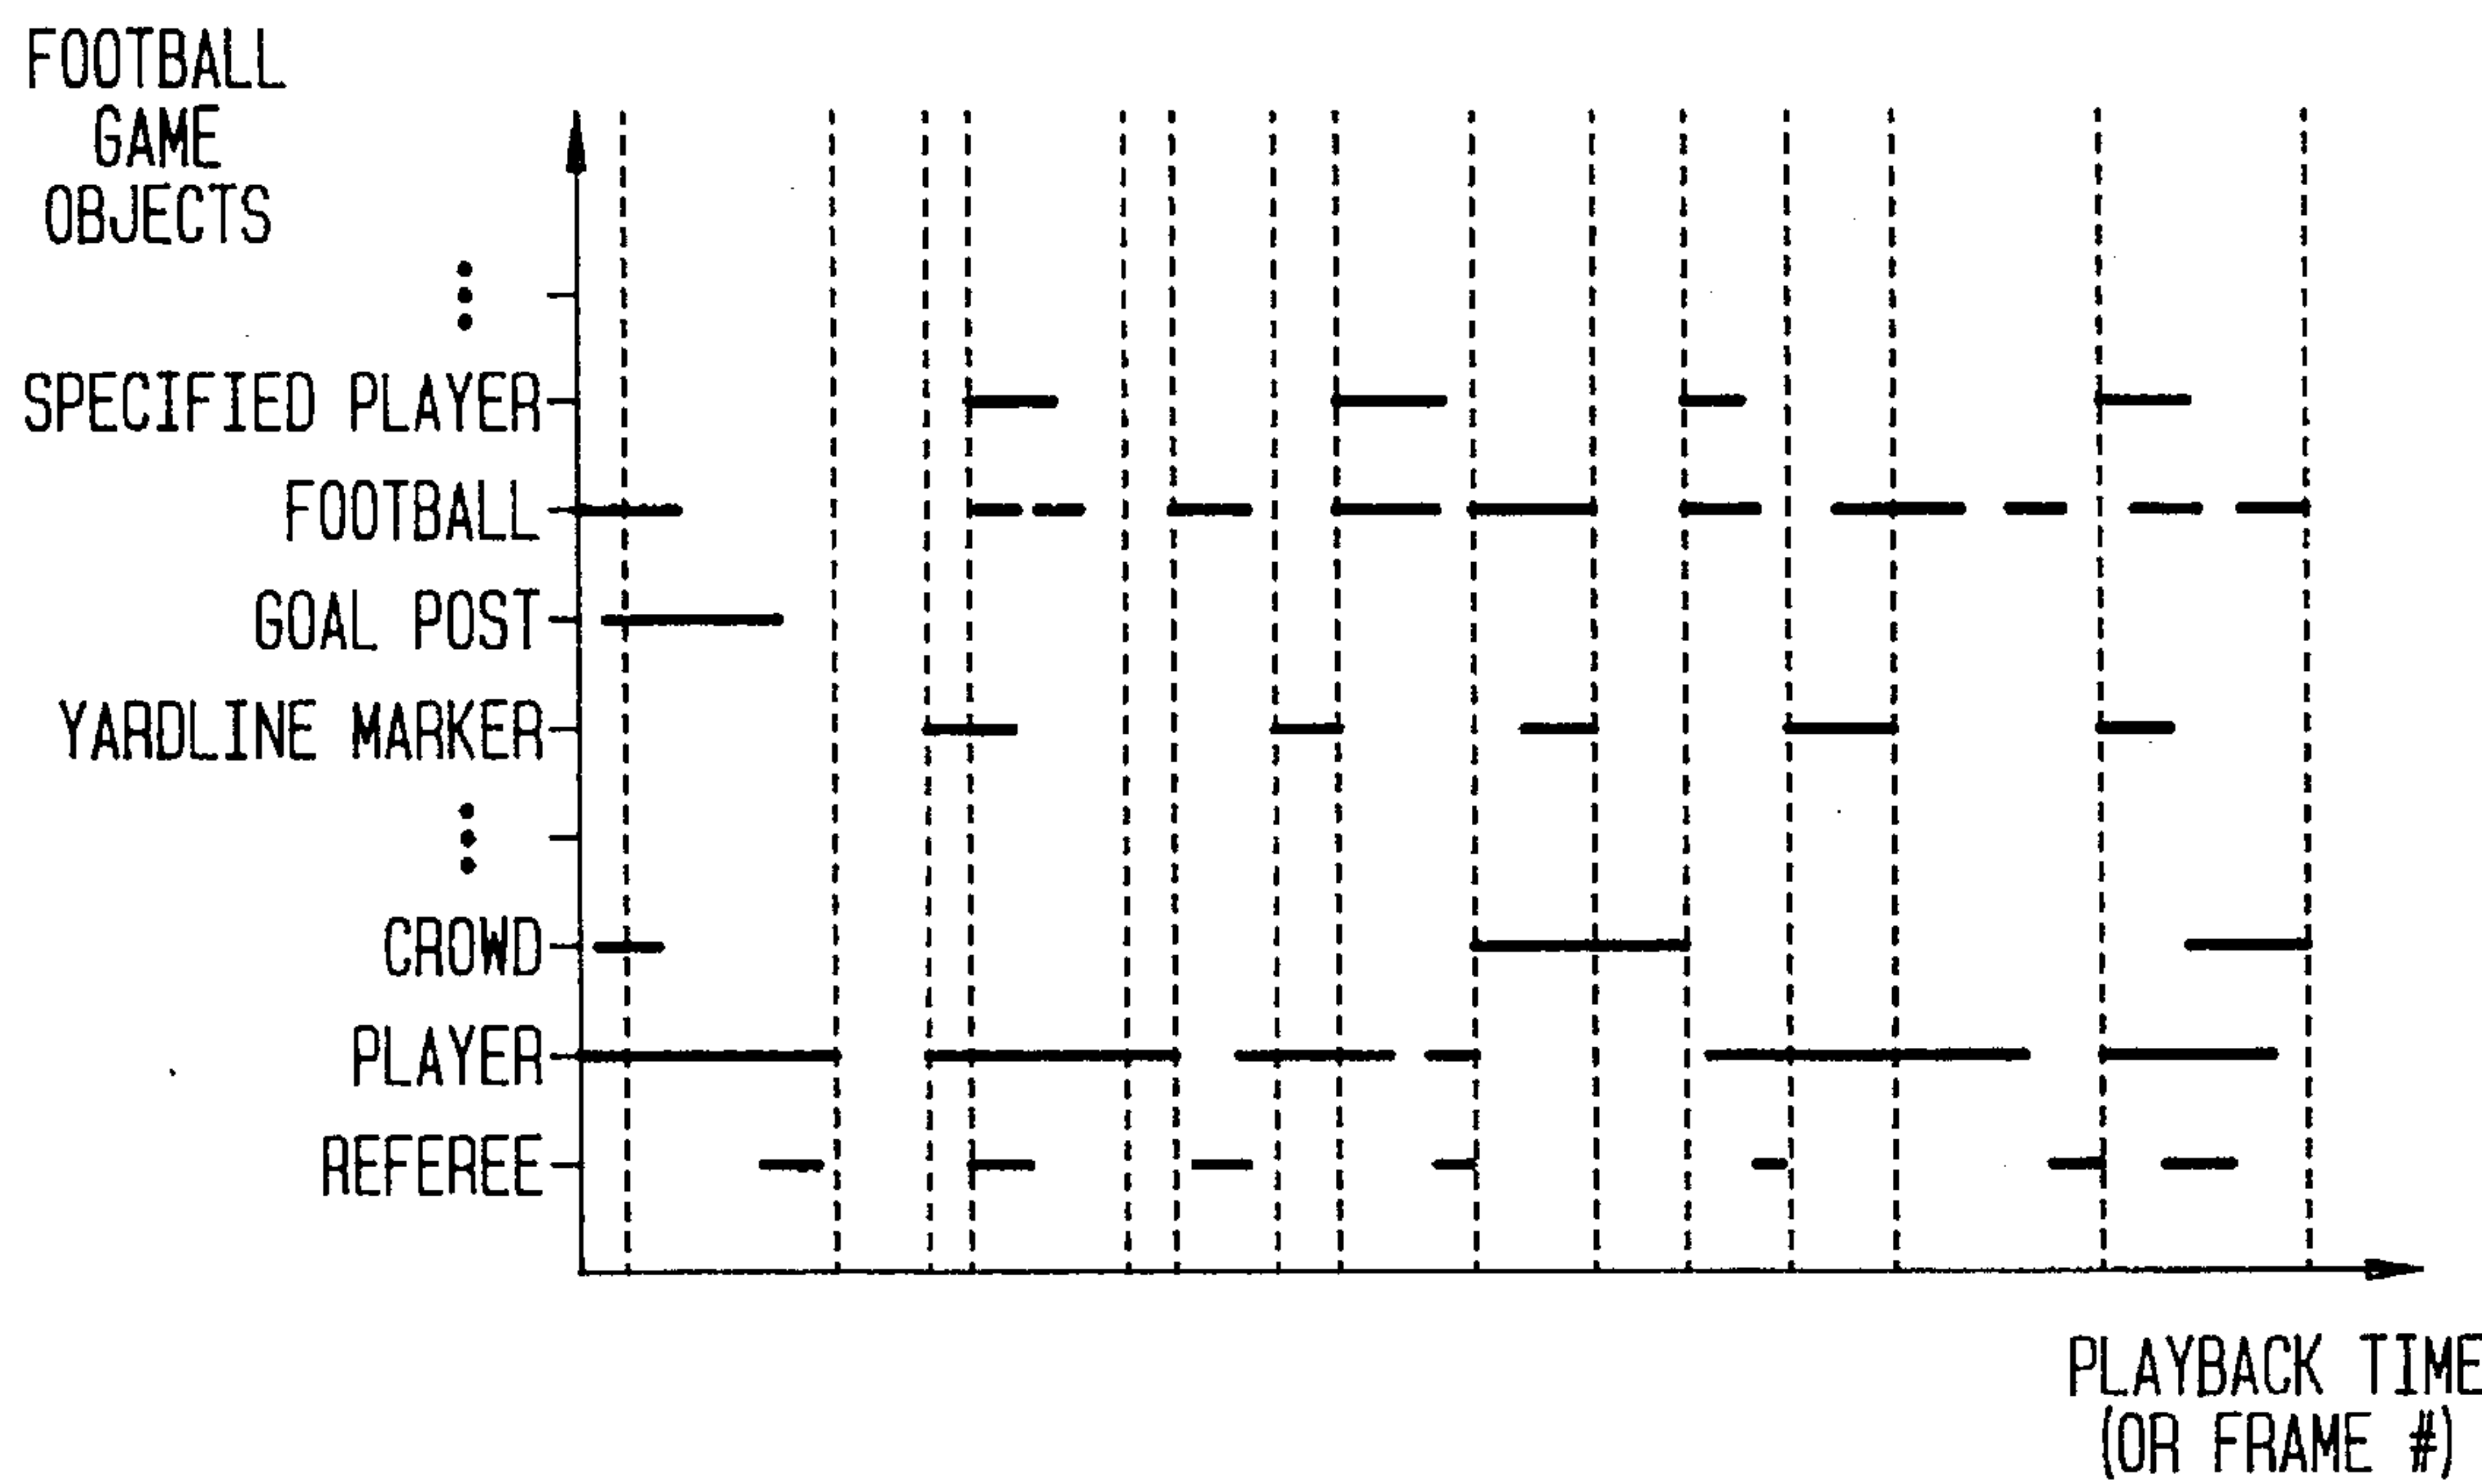 FOOTBALL
GAME
OBJECTS
SPECIFIED PLAYER
FOOTBALL
GOAL POST
YARDLINE MARKER
CROWD
PLAYER
REFEREE
PLAYBACK TIME
(OR FRAME #)